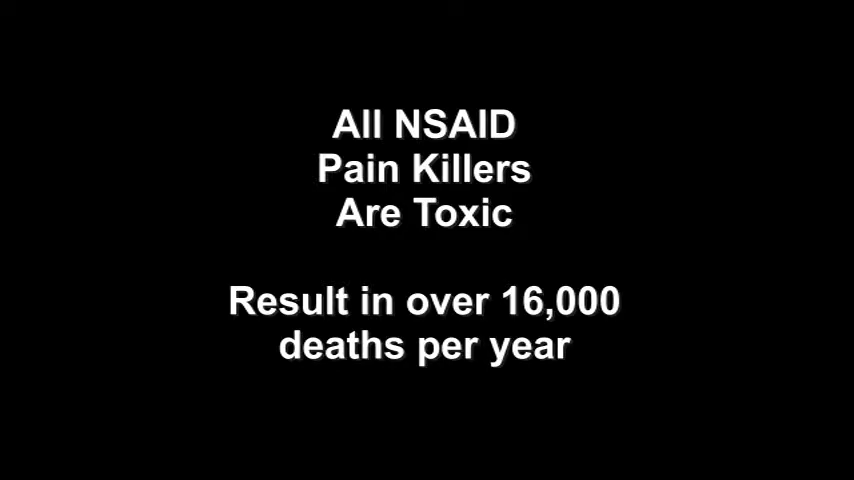 All NSAID
Pain Killers
Are Toxic
Result in over 16,000
deaths per year